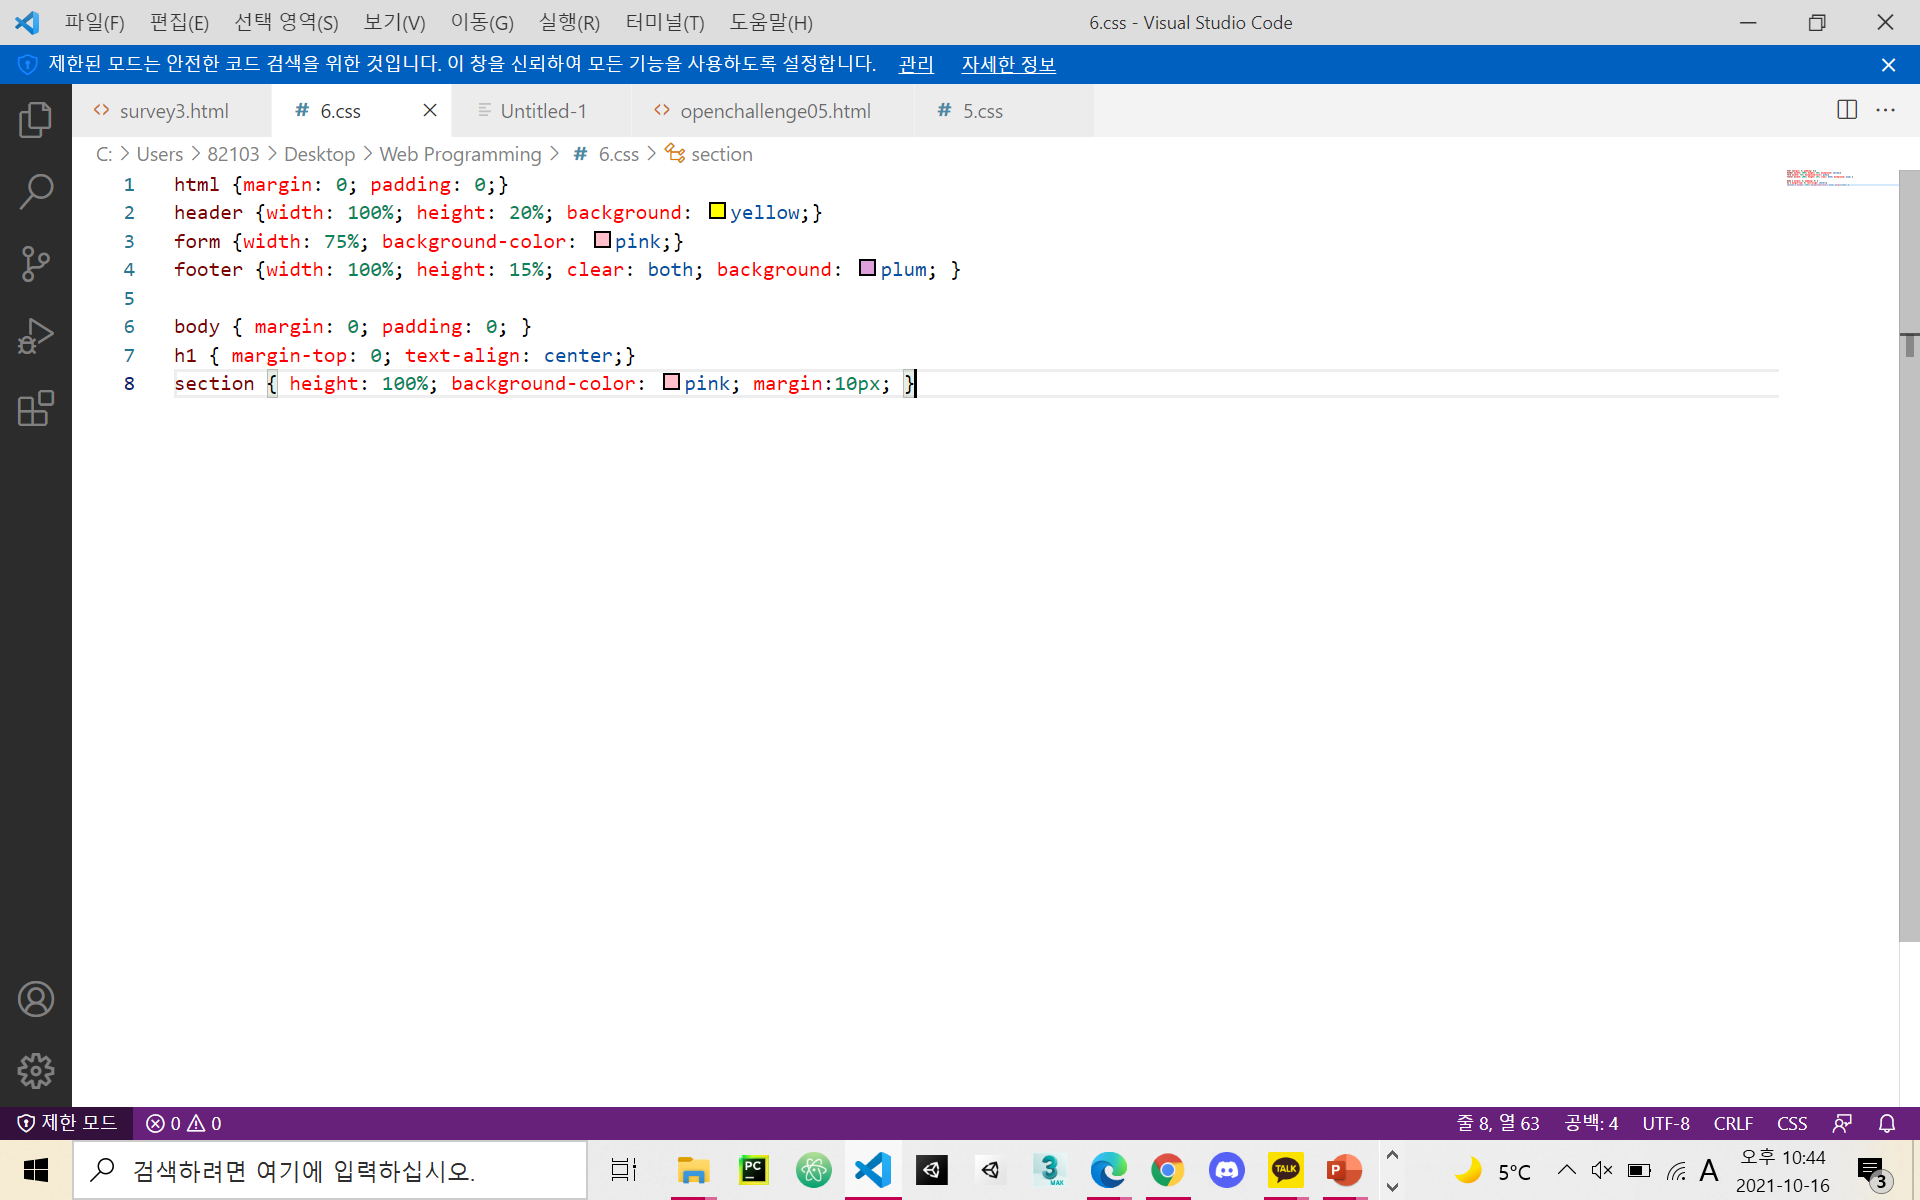 파일(F) 편집(E) 선택 영역(S) 보기(V) 이동(G) 실행(R) 터미널(T) 도움말(H) 6.css - Visual Studio Code
제한된 모드는 안전한 코드 검색을 위한 것입니다. 이 창을 신뢰하여 모든 기능을 사용하도록 설정합니다. 관리 자세한 정보
survey3.html # 6.css Untitled-1 openchallenge05.html # 5.css
C: > Users > 82103 > Desktop > Web Programming > # 6.css > section
1 html {margin: 0; padding: 0;}
2 header {width: 100%; height: 20%; background: yellow;}
3 form {width: 75%; background-color: pink;}
4 footer {width: 100%; height: 15%; clear: both; background: plum; }
5
6 body { margin: 0; padding: 0; }
7 h1 { margin-top: 0; text-align: center;}
8 section { height: 100%; background-color: pink; margin:10px; }
제한 모드 0 0 줄 8, 열 63 공백: 4 UTF-8 CRLF CSS
검색하려면 여기에 입력하십시오. PC 3 MAX TALK P 5°C A 오후 10:44
2021-10-16 3